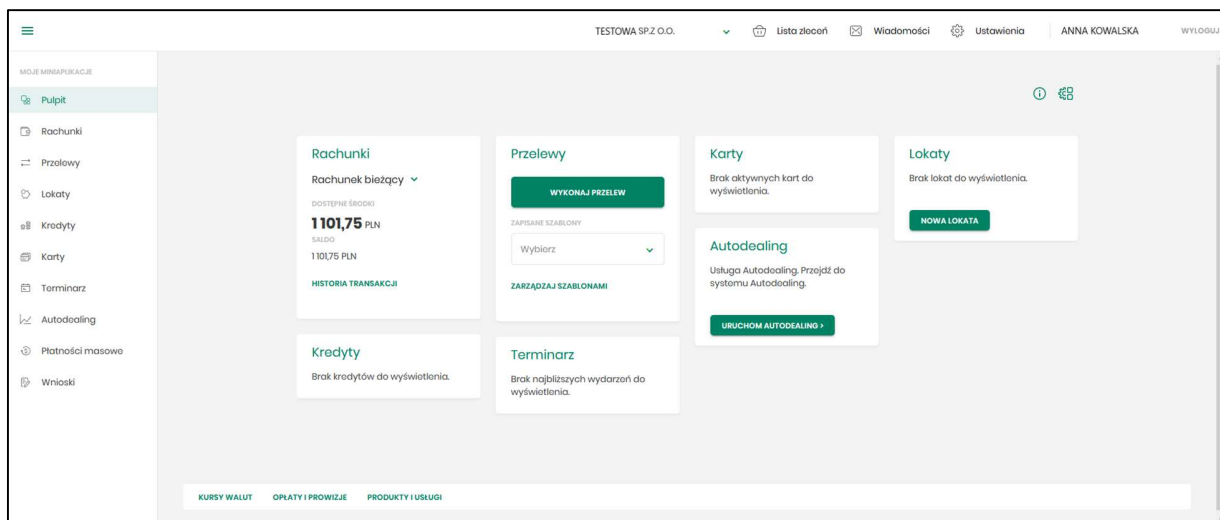 TESTOWA SP.Z O.O.
Lista zleceń
Wiadomości
Ustawienia
ANNA KOWALSKA
WYLOGUJ
MOJE MINIAPLIKACJE
Pulpit
Rachunki
Przelewy
Lokaty
Kredyty
Karty
Terminarz
Autodealing
Płatności masowe
Wnioski
Rachunki
Rachunek bieżący
DOSTĘPNE ŚRODKI
1 101,75 PLN
SALDO
1 101,75 PLN
HISTORIA TRANSAKCJI
Kredyty
Brak kredytów do wyświetlenia.
Przelewy
WYKONAJ PRZELEW
ZAPISANE SZABLONY
Wybierz
ZARZĄDZAJ SZABLONAMI
Terminarz
Brak najbliższych wydarzeń do
wyświetlenia.
Karty
Brak aktywnych kart do
wyświetlenia.
Autodealing
Usługa Autodealing. Przejdź do
systemu Autodealing.
URUCHOM AUTODEALING >
Lokaty
Brak lokat do wyświetlenia.
NOWA LOKATA
KURSY WALUT
OPŁATY I PROWIZJE
PRODUKTY I USŁUGI